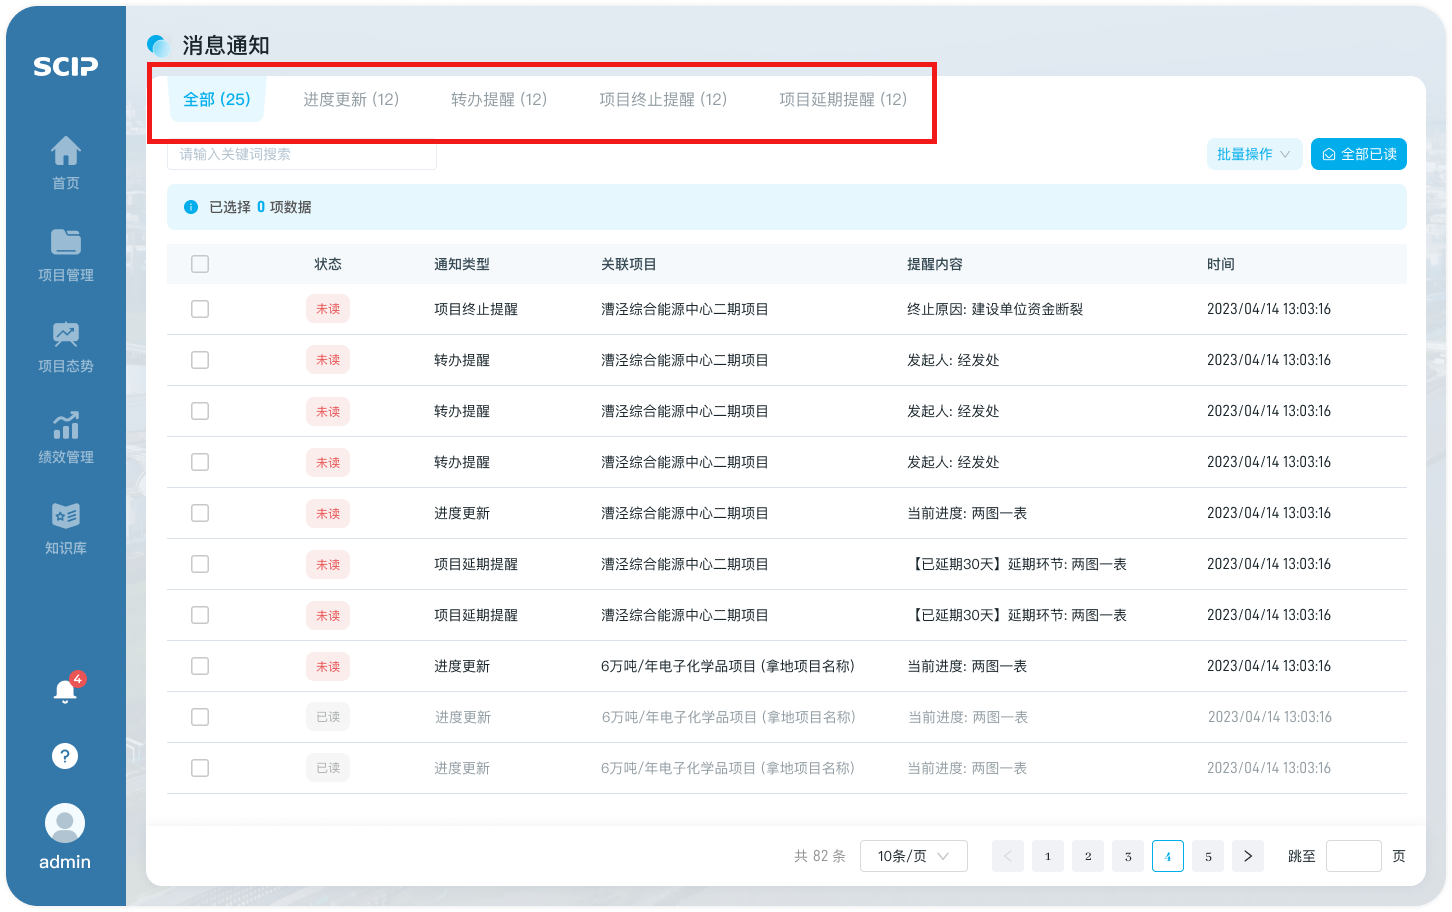 SCIP
首页
项目管理
项目态势
绩效管理
知识库
4
?
admin
消息通知
全部 (25) 进度更新 (12) 转办提醒 (12) 项目终止提醒 (12) 项目延期提醒 (12)
请输入关键词搜索 批量操作 全部已读
已选择 0 项数据
状态 通知类型 关联项目 提醒内容 时间
未读 项目终止提醒 漕泾综合能源中心二期项目 终止原因: 建设单位资金断裂 2023/04/14 13:03:16
未读 转办提醒 漕泾综合能源中心二期项目 发起人: 经发处 2023/04/14 13:03:16
未读 转办提醒 漕泾综合能源中心二期项目 发起人: 经发处 2023/04/14 13:03:16
未读 转办提醒 漕泾综合能源中心二期项目 发起人: 经发处 2023/04/14 13:03:16
未读 进度更新 漕泾综合能源中心二期项目 当前进度: 两图一表 2023/04/14 13:03:16
未读 项目延期提醒 漕泾综合能源中心二期项目 【已延期30天】延期环节: 两图一表 2023/04/14 13:03:16
未读 项目延期提醒 漕泾综合能源中心二期项目 【已延期30天】延期环节: 两图一表 2023/04/14 13:03:16
未读 进度更新 6万吨/年电子化学品项目 (拿地项目名称) 当前进度: 两图一表 2023/04/14 13:03:16
已读 进度更新 6万吨/年电子化学品项目 (拿地项目名称) 当前进度: 两图一表 2023/04/14 13:03:16
已读 进度更新 6万吨/年电子化学品项目 (拿地项目名称) 当前进度: 两图一表 2023/04/14 13:03:16
共 82 条 10条/页 < 1 2 3 4 5 > 跳至 页